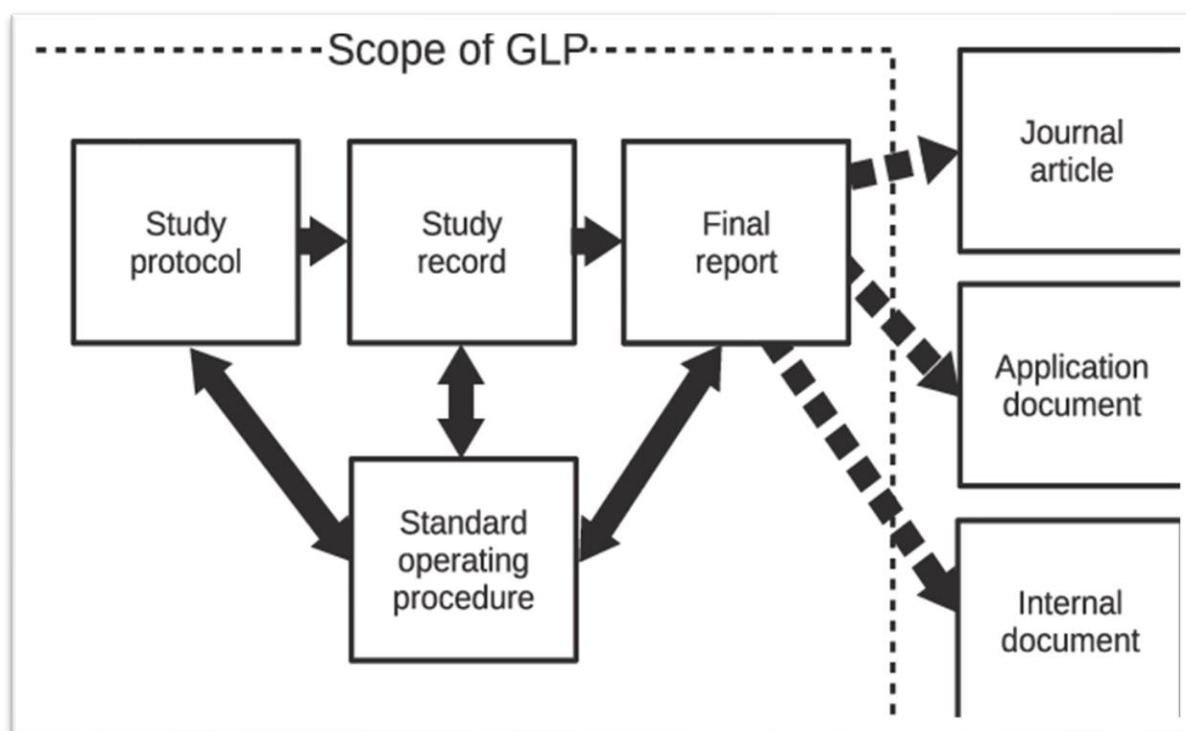 Scope of GLP
Study
protocol
Study
record
Final
report
Standard
operating
procedure
Journal
article
Application
document
Internal
document